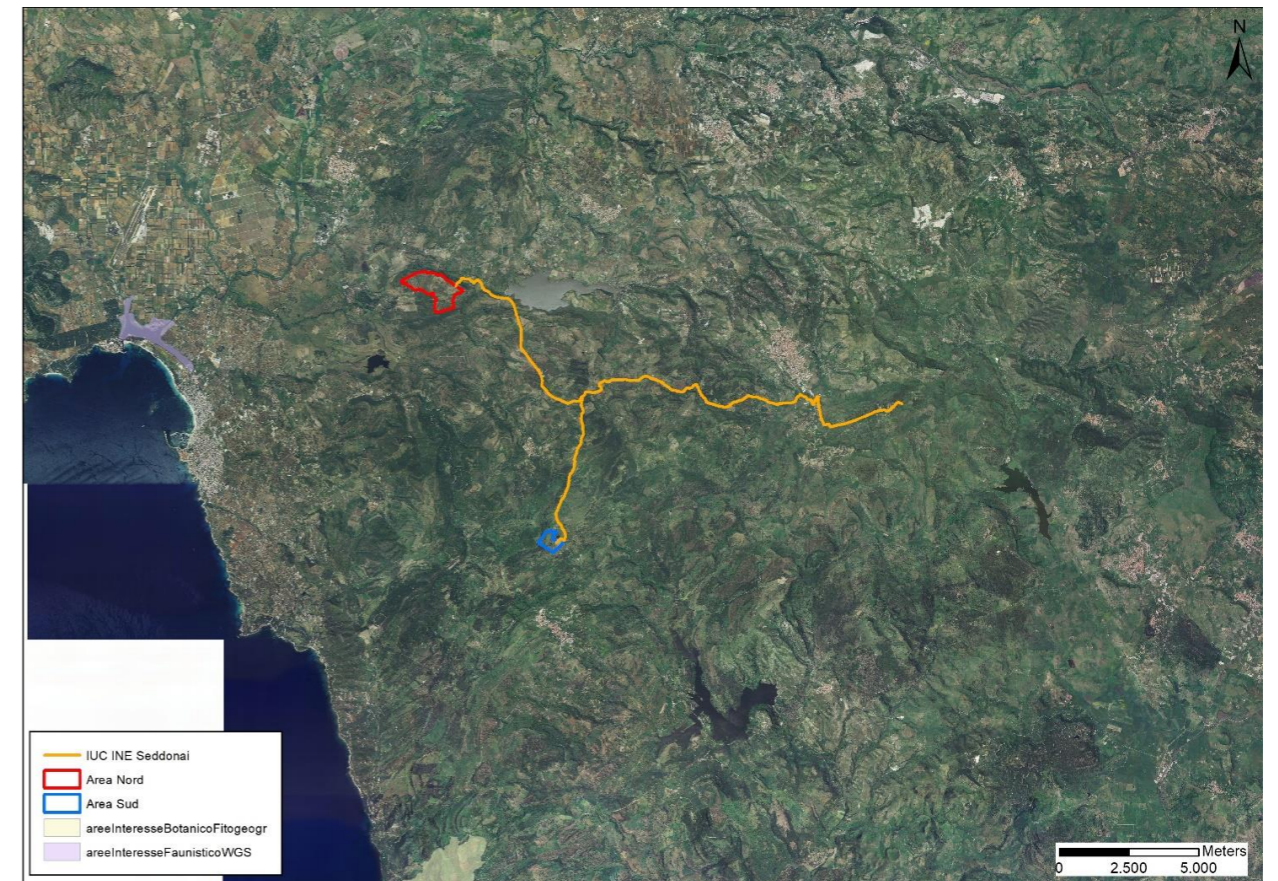 N
IUC INE Seddonai
Area Nord
Area Sud
areeInteresseBotanicoFitogeogr
areeInteresseFaunisticoWGS
Meters
0 2.500 5.000